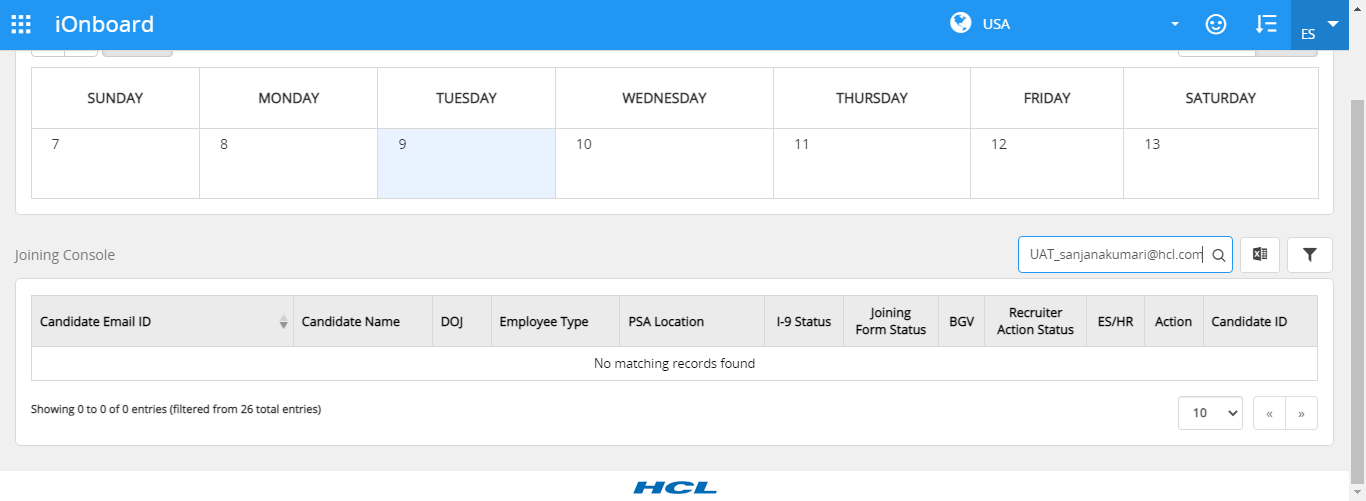 iOnboard
USA
ES
SUNDAY MONDAY TUESDAY WEDNESDAY THURSDAY FRIDAY SATURDAY
7 8 9 10 11 12 13
Joining Console
UAT_sanjanakumari@hcl.com
Candidate Email ID Candidate Name DOJ Employee Type PSA Location I-9 Status Joining Form Status BGV Recruiter Action Status ES/HR Action Candidate ID
No matching records found
Showing 0 to 0 of 0 entries (filtered from 26 total entries)
10 « »
HCL